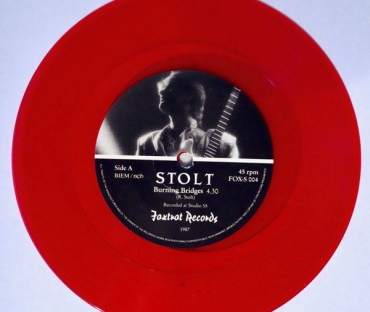 Side A
BIEM / ncb
STOLT
45 rpm
FOX-S 004
Burning Bridges 4.30
(R. Stolt)
Recorded at Studio 55
Foxtrot Records
1987